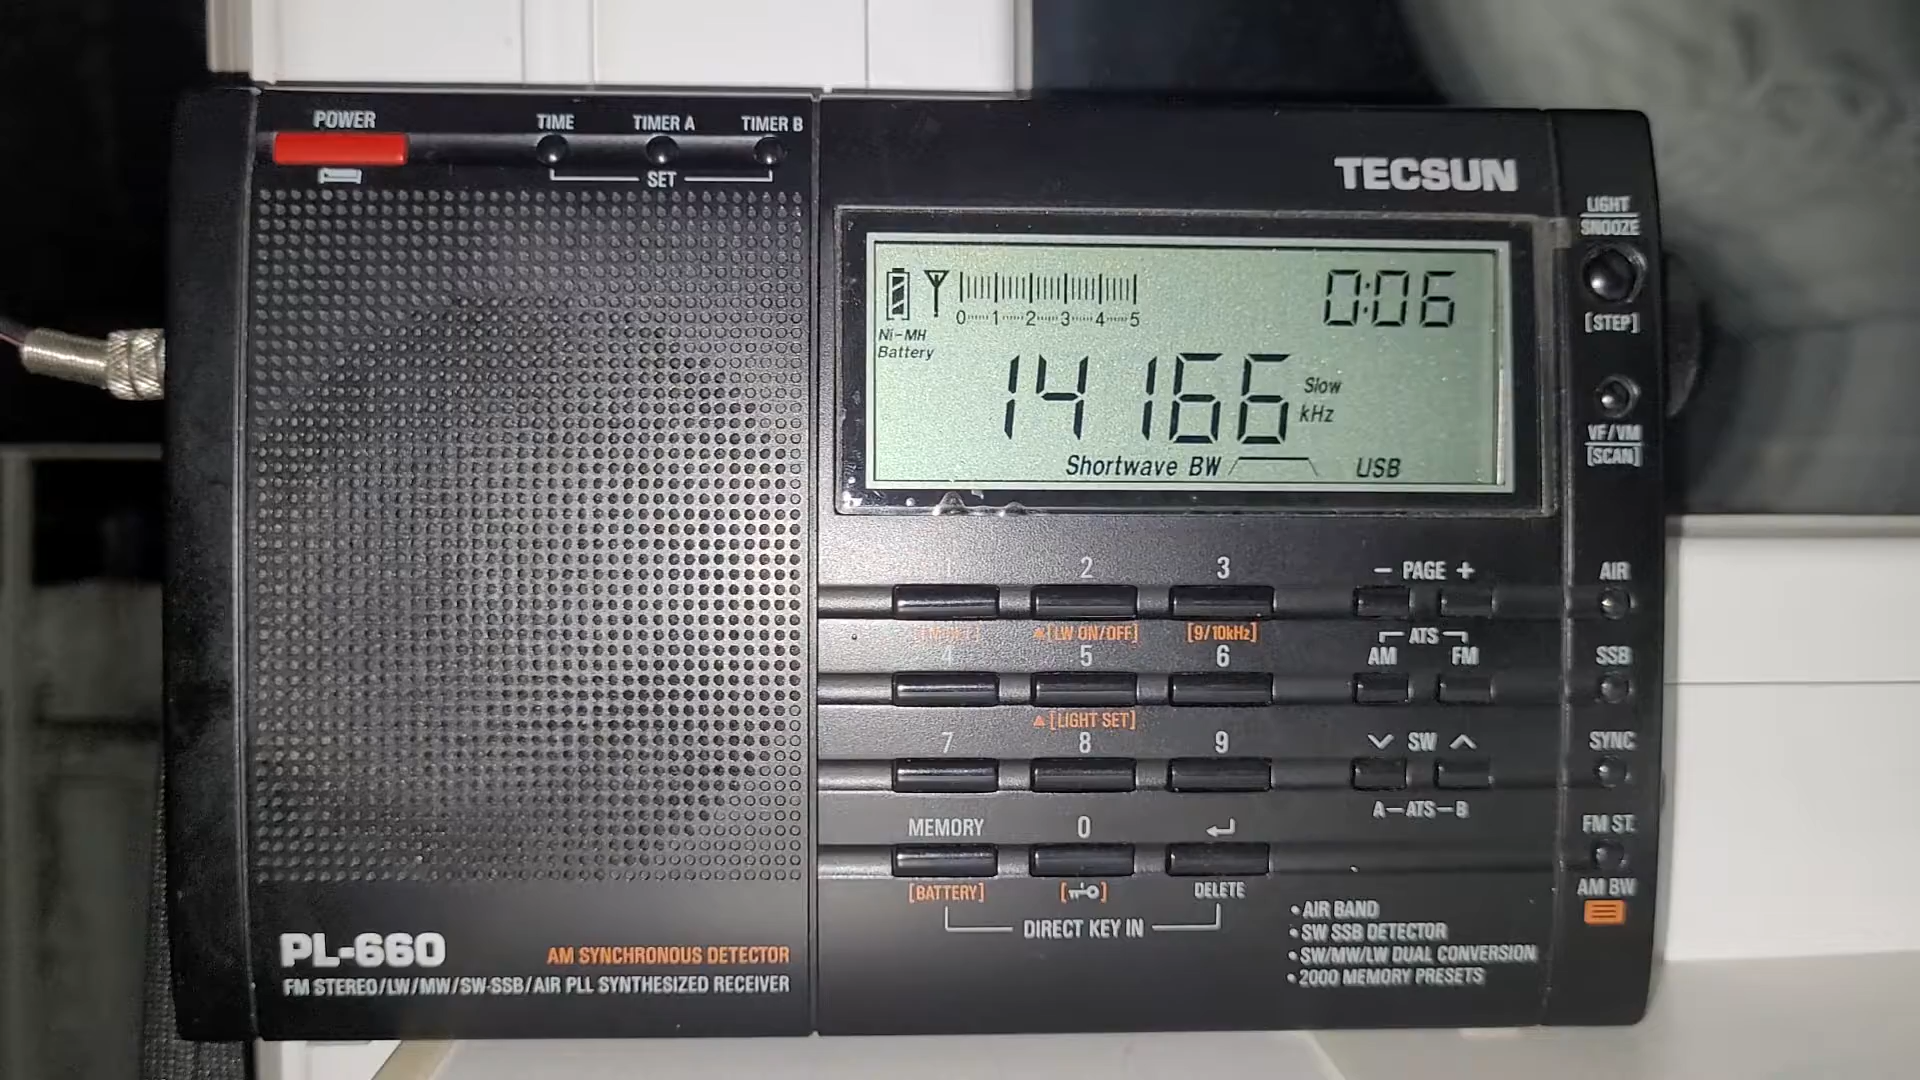 POWER
TIME TIMER A TIMER B
SET
TECSUN
LIGHT
SNOOZE
[STEP]
VF/VM
[SCAN]
0:06
0 1 2 3 4 5
Ni-MH
Battery
14166 Slow
kHz
Shortwave BW USB
1 2 3 - PAGE + AIR
[LW ON/OFF] [9/10kHz]
ATS
4 5 6 AM FM SSB
[LIGHT SET]
7 8 9 SW SYNC
A-ATS-B
MEMORY 0 FM ST.
[BATTERY] DELETE AM BW
DIRECT KEY IN
• AIR BAND
• SW SSB DETECTOR
• SW/MW/LW DUAL CONVERSION
• 2000 MEMORY PRESETS
PL-660 AM SYNCHRONOUS DETECTOR
FM STEREO/LW/MW/SW-SSB/AIR PLL SYNTHESIZED RECEIVER